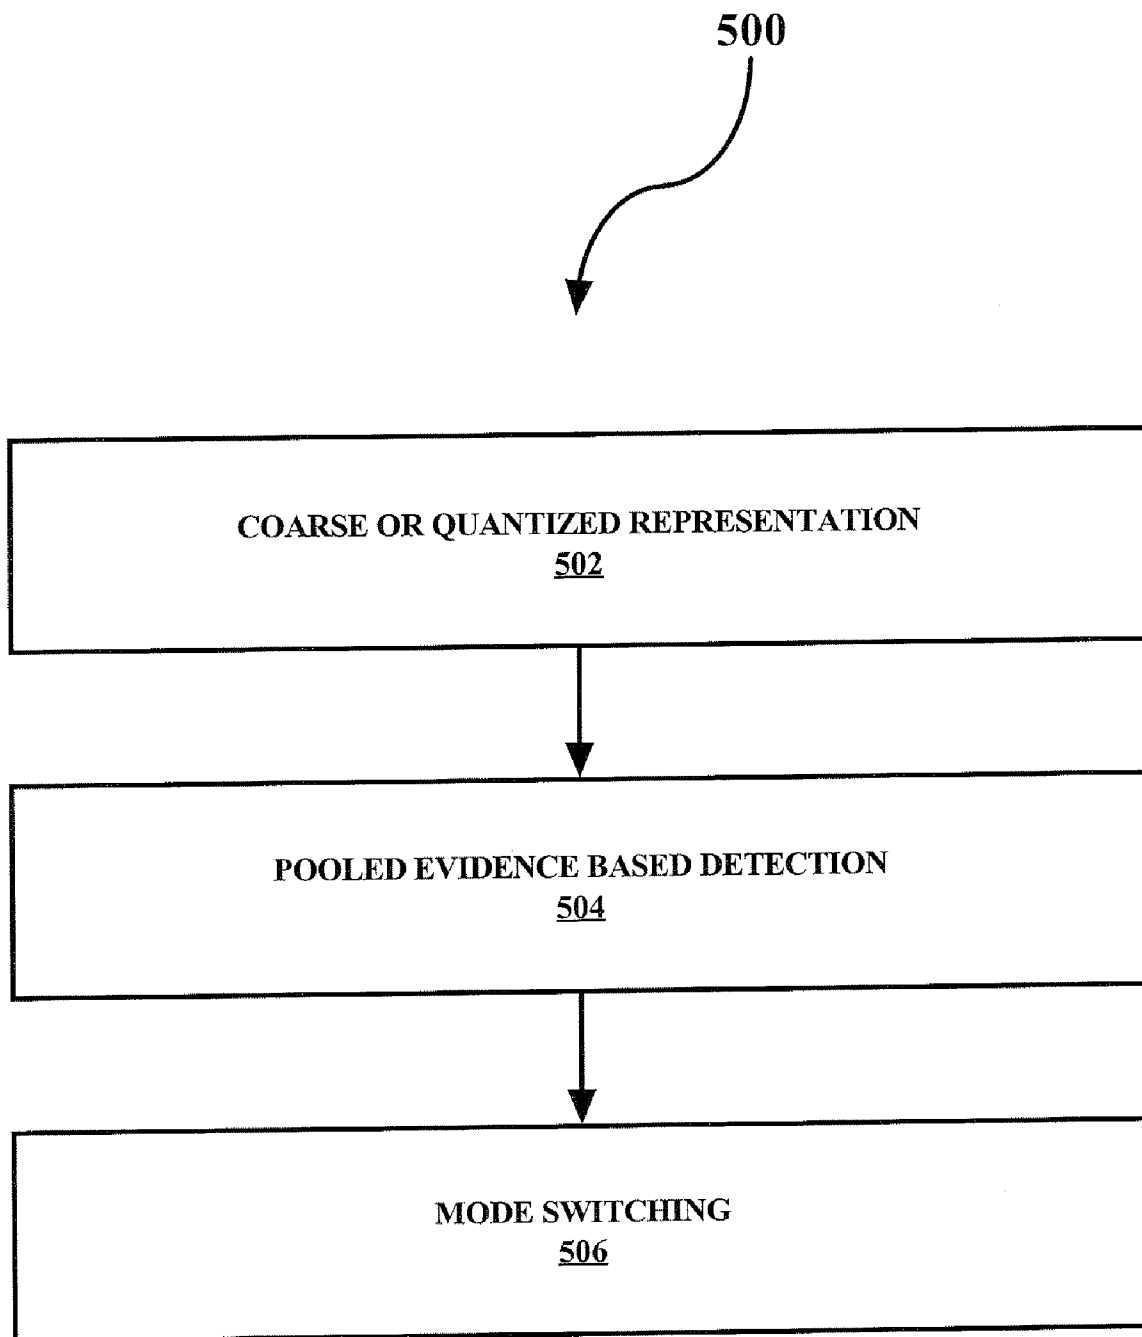 500
COARSE OR QUANTIZED REPRESENTATION
502
POOLED EVIDENCE BASED DETECTION
504
MODE SWITCHING
506